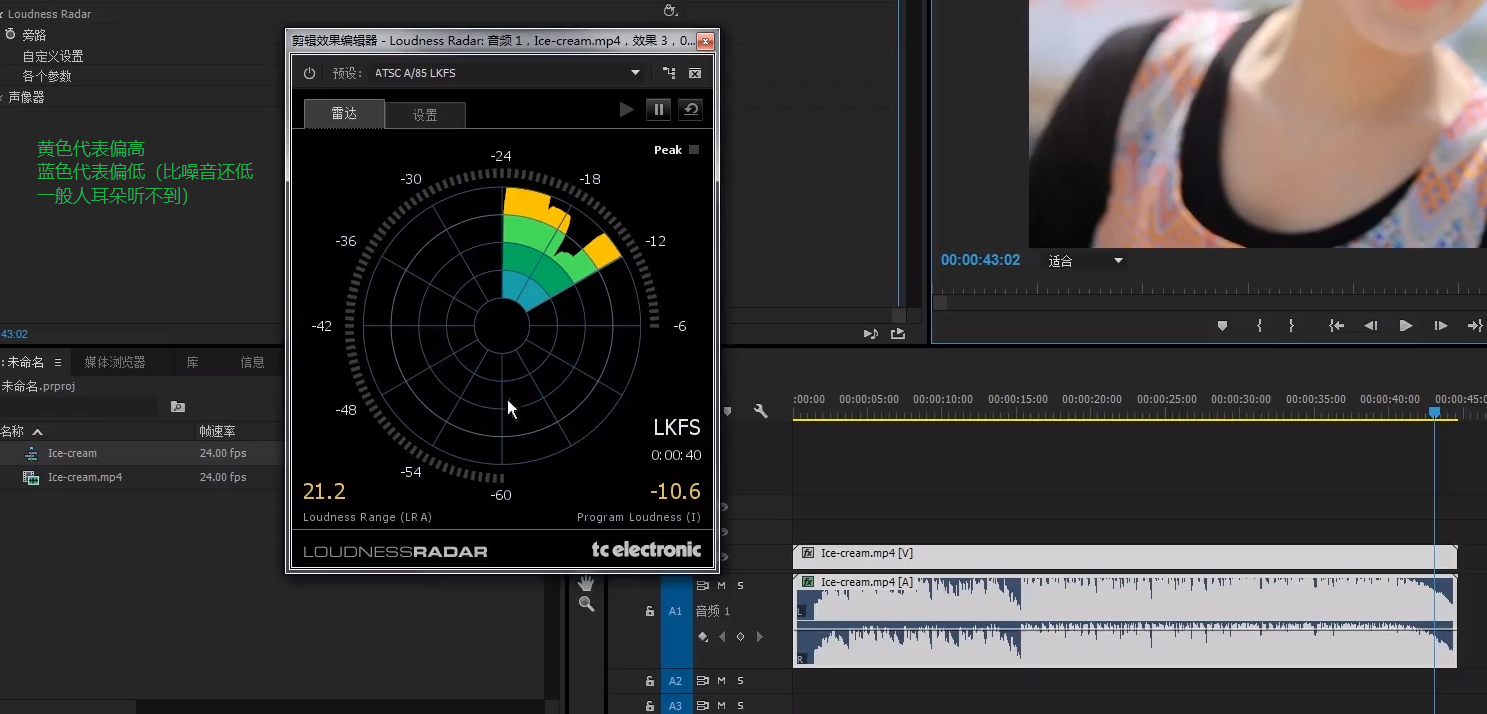 Loudness Radar
旁路
自定义设置
各个参数
声像器
黄色代表偏高
蓝色代表偏低（比噪音还低
一般人耳朵听不到）
43:02
剪辑效果编辑器 - Loudness Radar: 音频 1，Ice-cream.mp4，效果 3，0...
预设: ATSC A/85 LKFS
雷达 设置
Peak
-24
-30 -18
-36 -12
-42 -6
-48
-54
-60
LKFS
0:00:40
21.2 -10.6
Loudness Range (LRA) Program Loudness (I)
LOUDNESSRADAR tc electronic
00:00:43:02 适合
: 未命名 媒体浏览器 库 信息
未命名.prproj
名称 帧速率
Ice-cream 24.00 fps
Ice-cream.mp4 24.00 fps
:00:00 00:00:05:00 00:00:10:00 00:00:15:00 00:00:20:00 00:00:25:00 00:00:30:00 00:00:35:00 00:00:40:00 00:00:45:0
fx Ice-cream.mp4 [V]
fx Ice-cream.mp4 [A]
M S
L
A1 音频 1
R
A2 M S
A3 M S